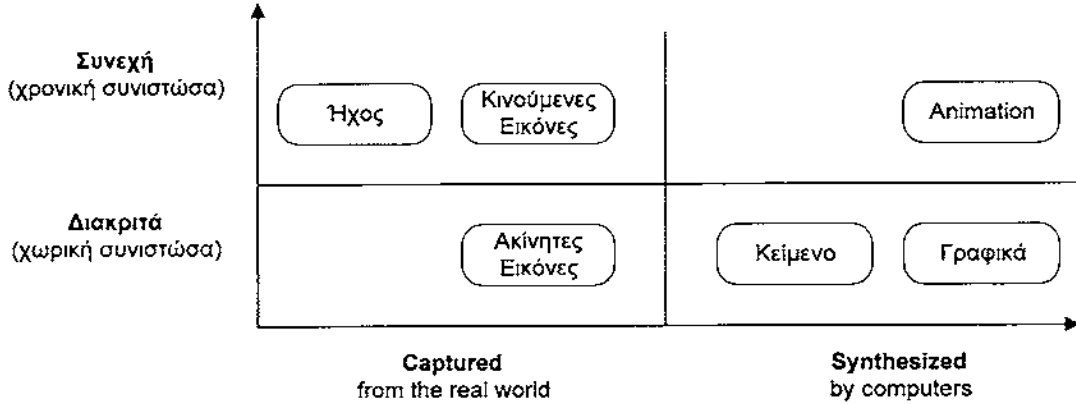 Συνεχή
(χρονική συνιστώσα)
Ήχος
Κινούμενες
Εικόνες
Animation
Διακριτά
(χωρική συνιστώσα)
Ακίνητες
Εικόνες
Κείμενο
Γραφικά
Captured
from the real world
Synthesized
by computers